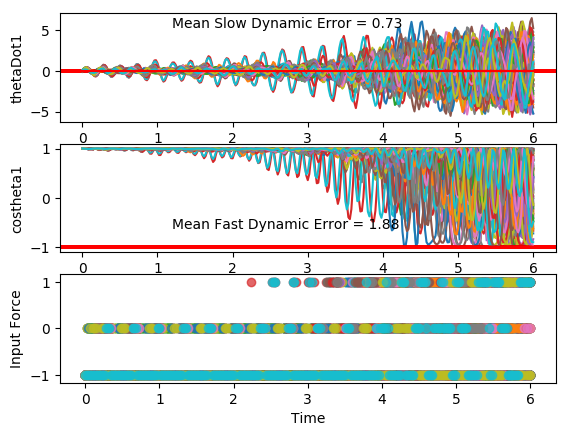 Mean Slow Dynamic Error = 0.73
thetaDot1
5
0
−5
0 1 2 3 4 5 6
costheta1
1
0
−1
Mean Fast Dynamic Error = 1.88
0 1 2 3 4 5 6
Input Force
1
0
−1
0 1 2 3 4 5 6
Time